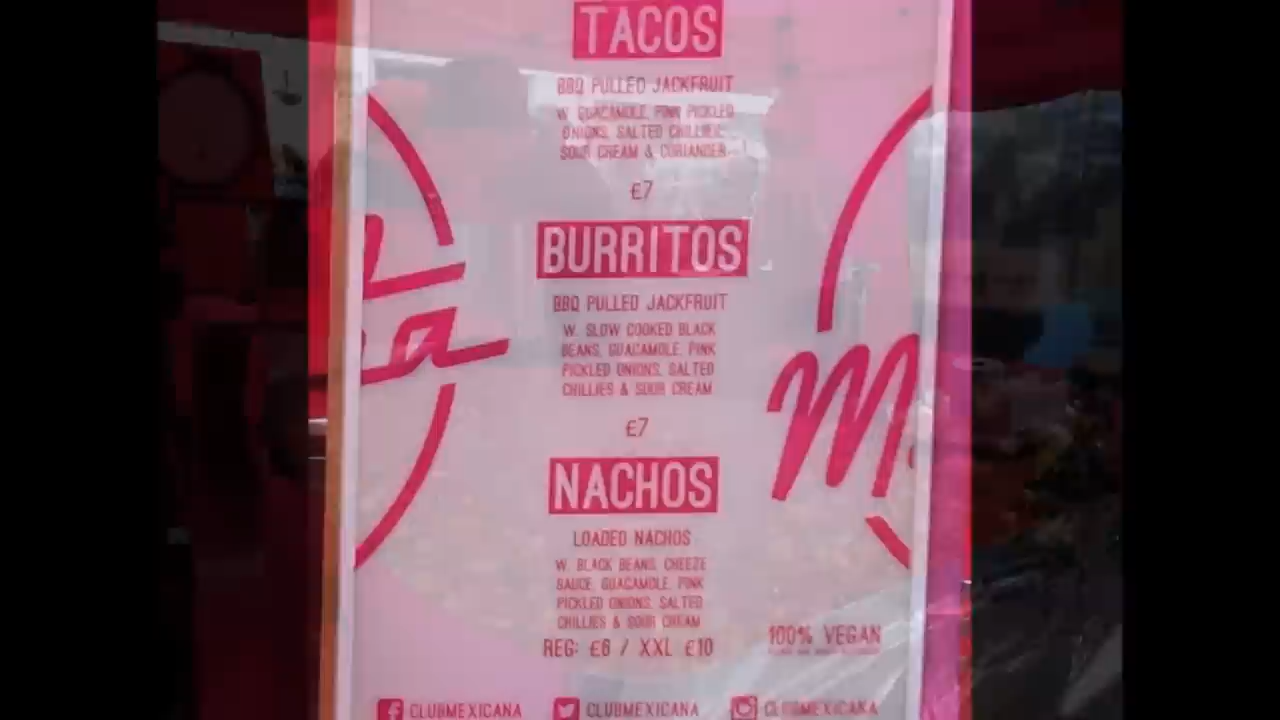 TACOS
BBQ PULLED JACKFRUIT
W. GUACAMOLE, PINK PICKLED
ONIONS, SALTED CHILLIES,
SOUR CREAM & CORIANDER
£7
BURRITOS
BBQ PULLED JACKFRUIT
W. SLOW COOKED BLACK
BEANS, GUACAMOLE, PINK
PICKLED ONIONS, SALTED
CHILLIES & SOUR CREAM
£7
NACHOS
LOADED NACHOS
W. BLACK BEANS, CHEEZE
SAUCE, GUACAMOLE, PINK
PICKLED ONIONS, SALTED
CHILLIES & SOUR CREAM
REG: £6 / XXL £10
100% VEGAN
CLUBMEXICANA CLUBMEXICANA CLUBMEXICANA